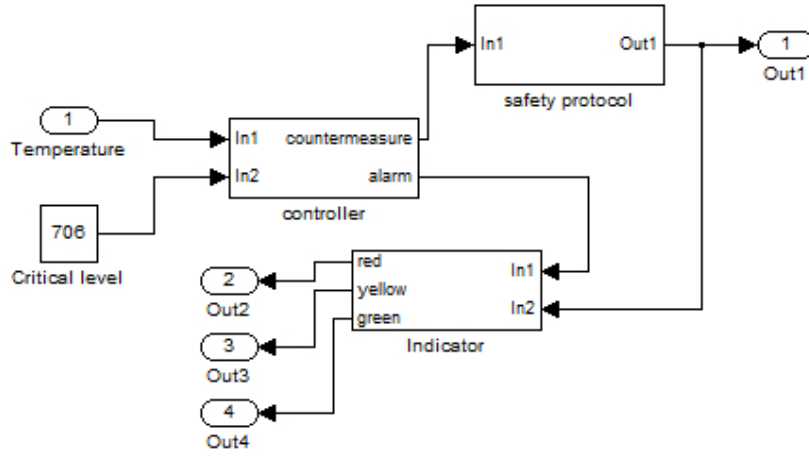 In1
Out1
safety protocol
1
Out1
1
Temperature
In1
countermeasure
In2
alarm
controller
706
Critical level
red
In1
yellow
In2
green
Indicator
2
Out2
3
Out3
4
Out4